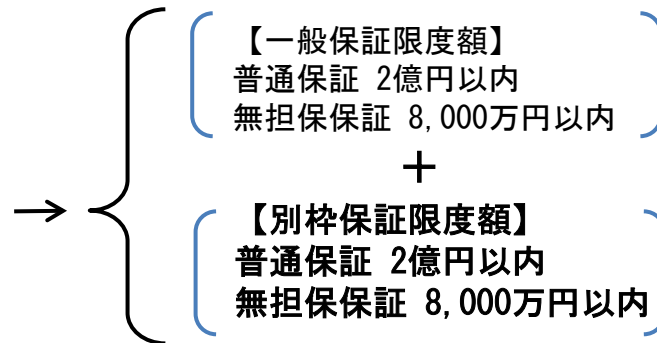 【一般保証限度額】
普通保証 2億円以内
無担保保証 8,000万円以内
＋
【別枠保証限度額】
普通保証 2億円以内
無担保保証 8,000万円以内